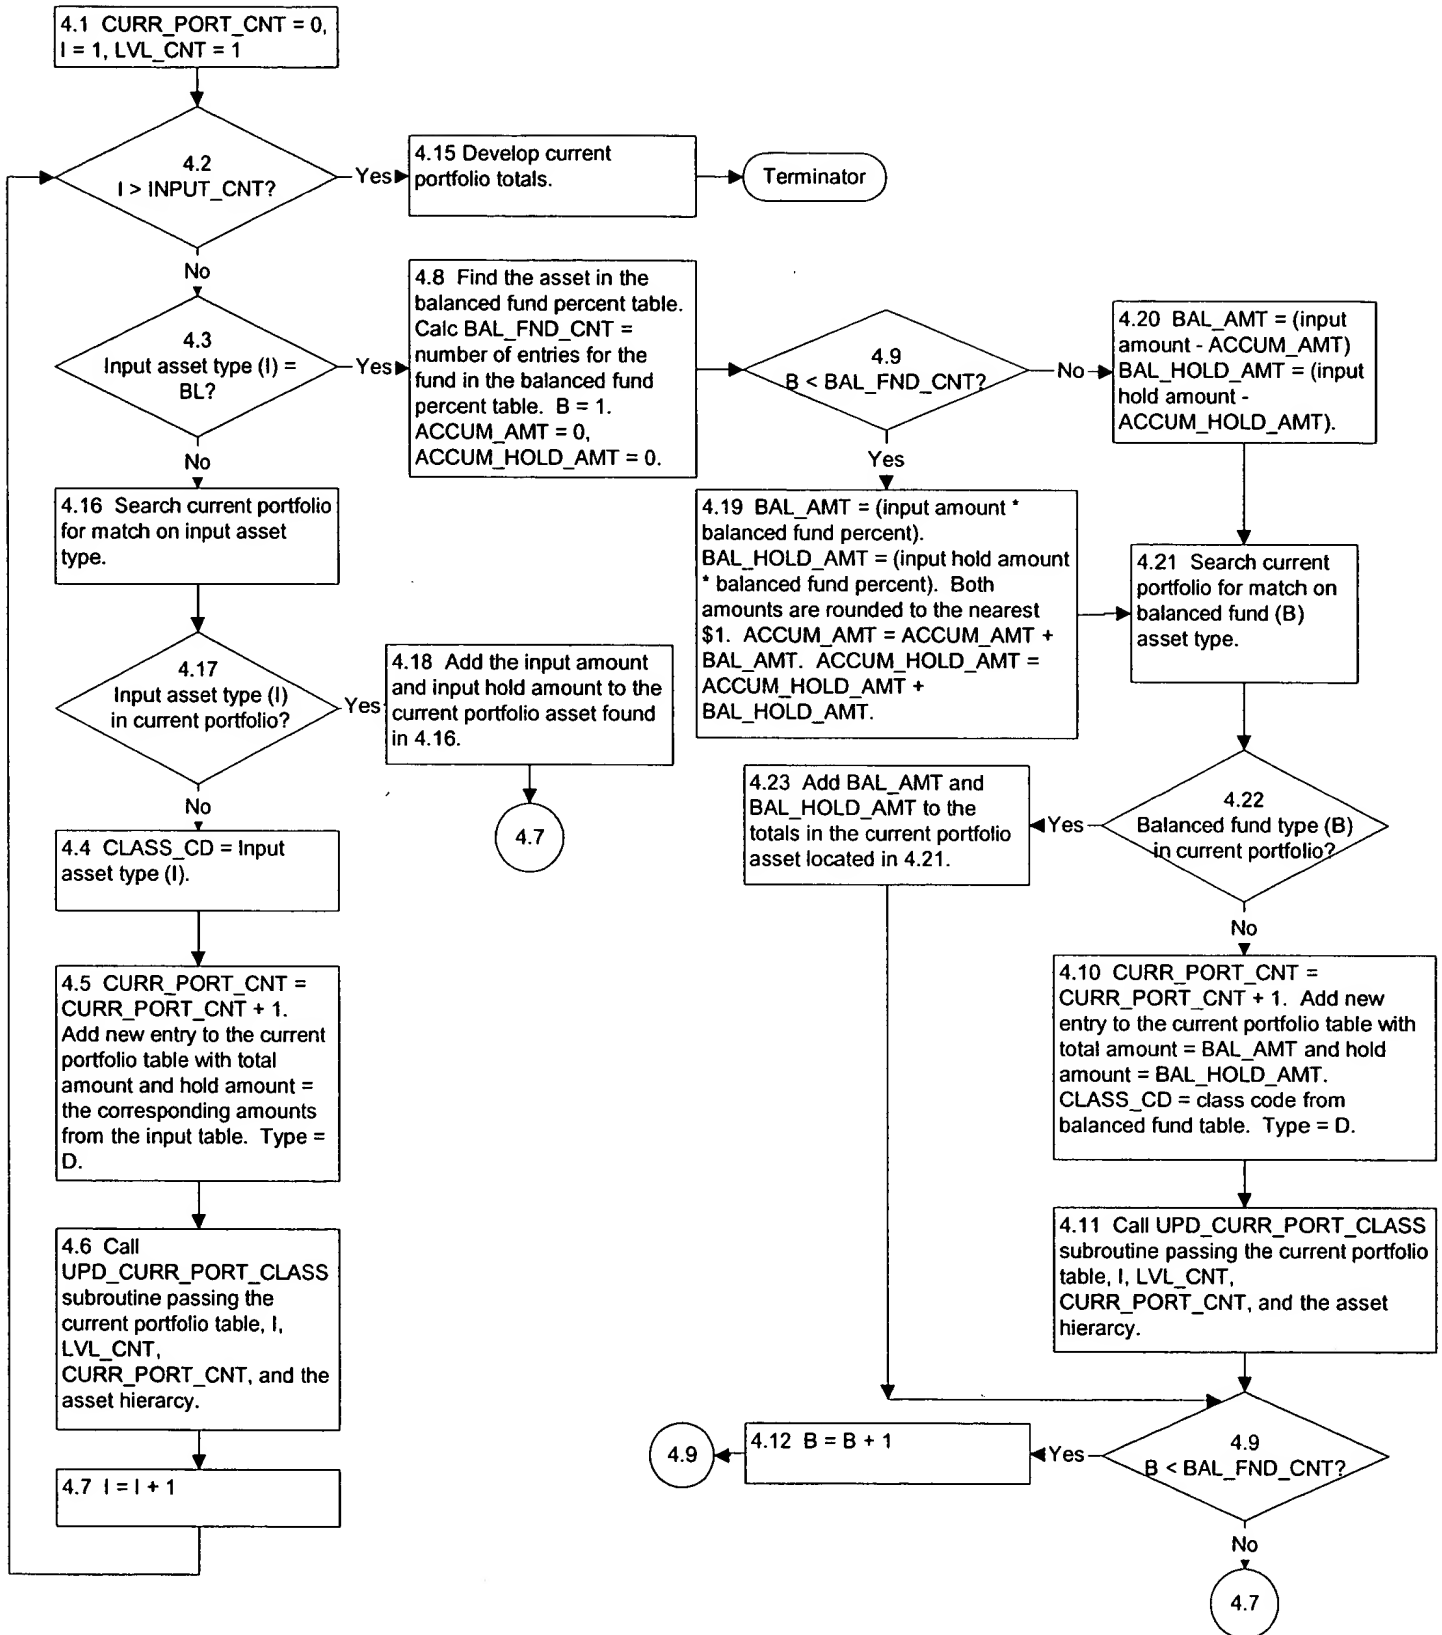 4.1 CURR_PORT_CNT = 0,
I = 1, LVL_CNT = 1
4.2
I > INPUT_CNT?
Yes
4.15 Develop current
portfolio totals.
Terminator
No
4.3
Input asset type (I) =
BL?
Yes
4.8 Find the asset in the
balanced fund percent table.
Calc BAL_FND_CNT =
number of entries for the
fund in the balanced fund
percent table. B = 1.
ACCUM_AMT = 0,
ACCUM_HOLD_AMT = 0.
4.9
B < BAL_FND_CNT?
No
4.20 BAL_AMT = (input
amount - ACCUM_AMT)
BAL_HOLD_AMT = (input
hold amount -
ACCUM_HOLD_AMT).
No
Yes
4.16 Search current portfolio
for match on input asset
type.
4.19 BAL_AMT = (input amount *
balanced fund percent).
BAL_HOLD_AMT = (input hold amount
* balanced fund percent). Both
amounts are rounded to the nearest
$1. ACCUM_AMT = ACCUM_AMT +
BAL_AMT. ACCUM_HOLD_AMT =
ACCUM_HOLD_AMT +
BAL_HOLD_AMT.
4.21 Search current
portfolio for match on
balanced fund (B)
asset type.
4.17
Input asset type (I)
in current portfolio?
Yes
4.18 Add the input amount
and input hold amount to the
current portfolio asset found
in 4.16.
4.7
No
4.23 Add BAL_AMT and
BAL_HOLD_AMT to the
totals in the current portfolio
asset located in 4.21.
Yes
4.22
Balanced fund type (B)
in current portfolio?
No
4.4 CLASS_CD = Input
asset type (I).
4.5 CURR_PORT_CNT =
CURR_PORT_CNT + 1.
Add new entry to the current
portfolio table with total
amount and hold amount =
the corresponding amounts
from the input table. Type =
D.
4.10 CURR_PORT_CNT =
CURR_PORT_CNT + 1. Add new
entry to the current portfolio table with
total amount = BAL_AMT and hold
amount = BAL_HOLD_AMT.
CLASS_CD = class code from
balanced fund table. Type = D.
4.6 Call
UPD_CURR_PORT_CLASS
subroutine passing the
current portfolio table, I,
LVL_CNT,
CURR_PORT_CNT, and the
asset hierarcy.
4.11 Call UPD_CURR_PORT_CLASS
subroutine passing the current portfolio
table, I, LVL_CNT,
CURR_PORT_CNT, and the asset
hierarcy.
4.7 I = I + 1
4.9
4.12 B = B + 1
Yes
4.9
B < BAL_FND_CNT?
No
4.7